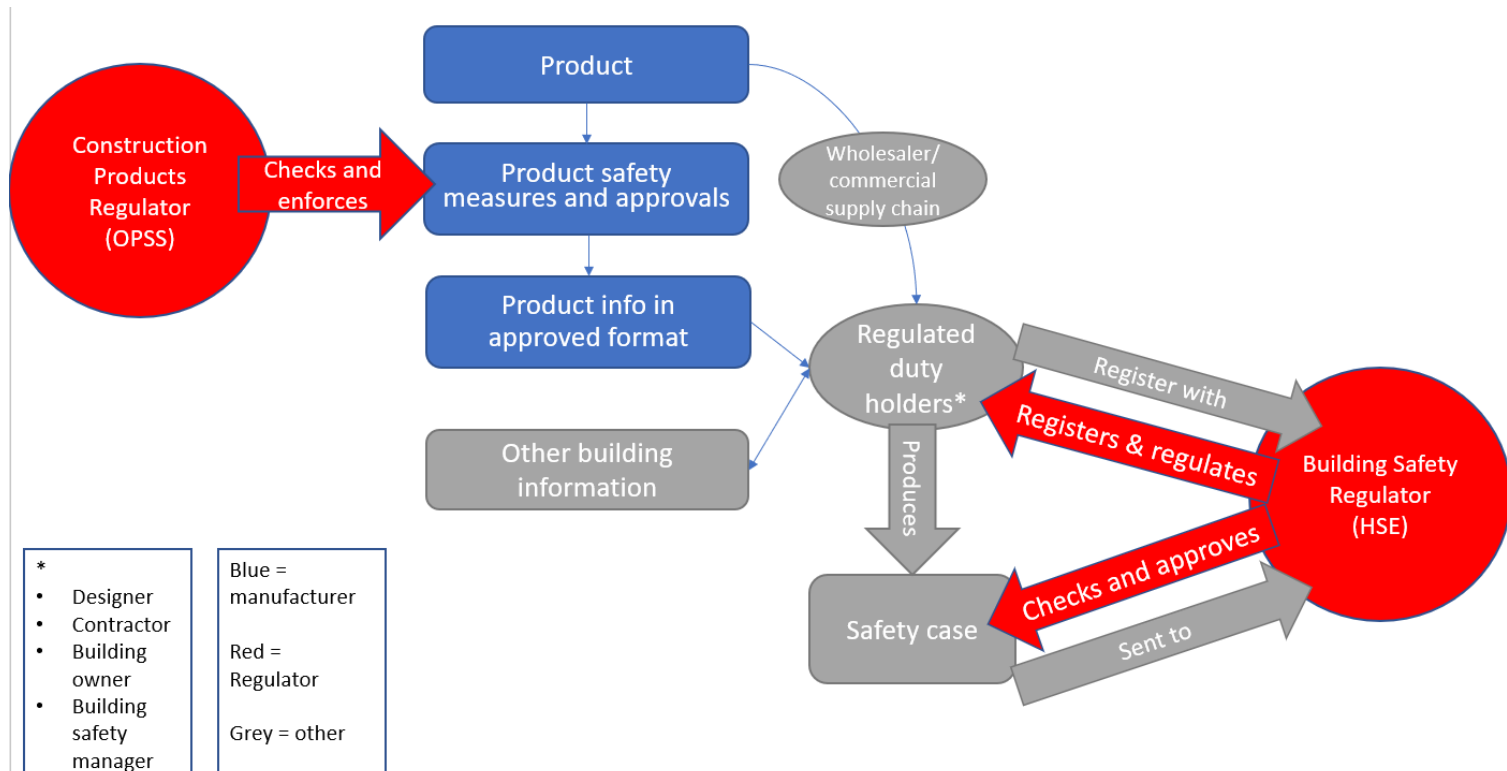 Construction
Products
Regulator
(OPSS)
Checks and
enforces
Product
Product safety
measures and approvals
Product info in
approved format
Other building
information
Wholesaler/
commercial
supply chain
Regulated
duty
holders*
Produces
Safety case
Register with
Registers & regulates
Checks and approves
Sent to
Building Safety
Regulator
(HSE)
*
• Designer
• Contractor
• Building
owner
• Building
safety
manager
Blue =
manufacturer
Red =
Regulator
Grey = other